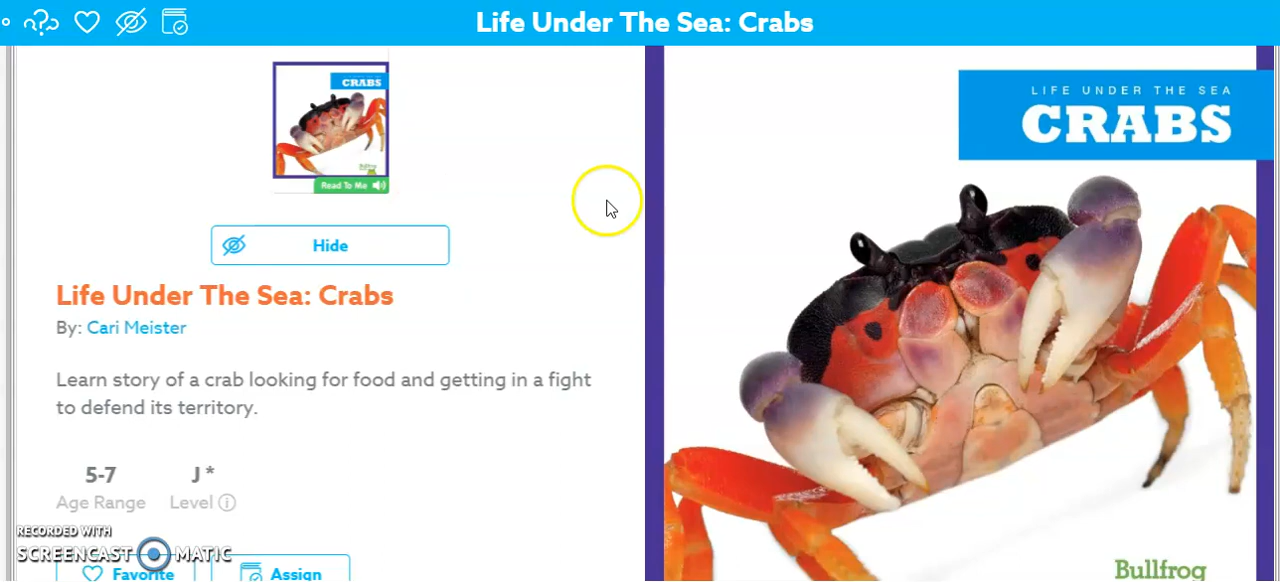 Life Under The Sea: Crabs
CRABS
Read To Me
Hide
Life Under The Sea: Crabs
By: Cari Meister
Learn story of a crab looking for food and getting in a fight
to defend its territory.
5-7 J *
Age Range Level
RECORDED WITH
SCREENCAST MATIC
Favorite Assign
LIFE UNDER THE SEA
CRABS
Bullfrog